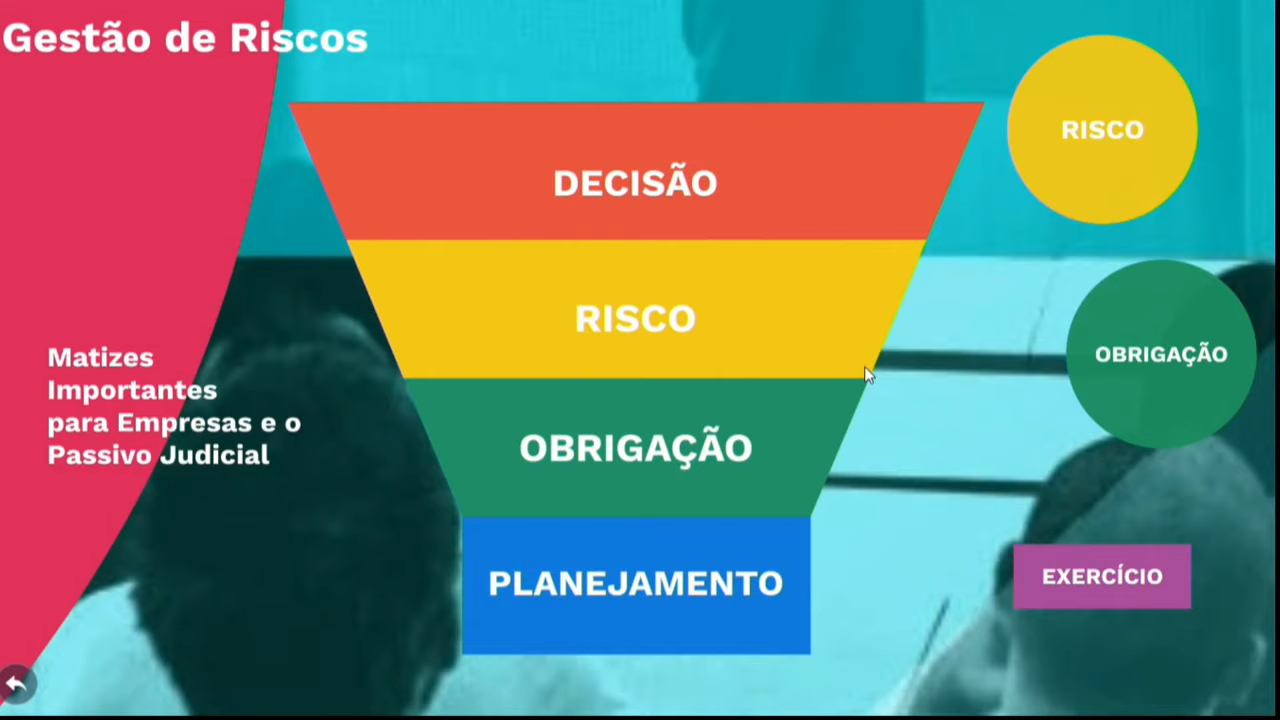 Gestão de Riscos
DECISÃO
RISCO
OBRIGAÇÃO
PLANEJAMENTO
Matizes
Importantes
para Empresas e o
Passivo Judicial
RISCO
OBRIGAÇÃO
EXERCÍCIO